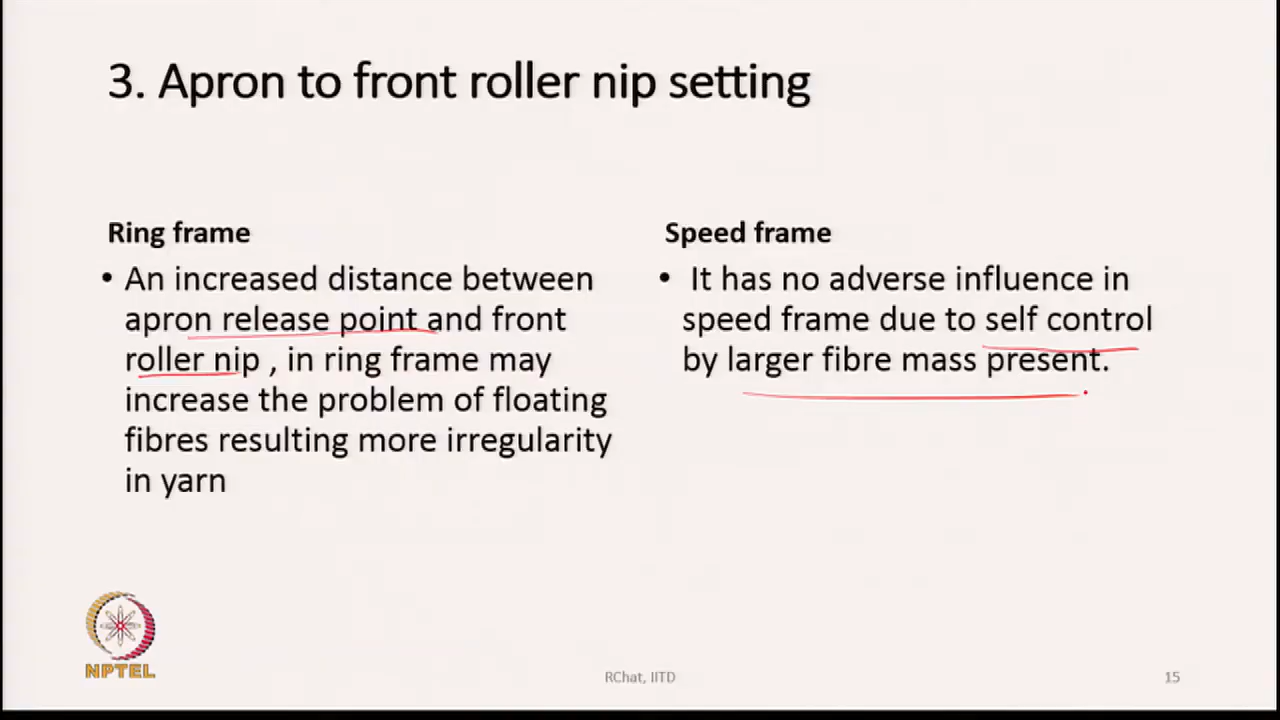 3. Apron to front roller nip setting
Ring frame
• An increased distance between
apron release point and front
roller nip , in ring frame may
increase the problem of floating
fibres resulting more irregularity
in yarn
Speed frame
• It has no adverse influence in
speed frame due to self control
by larger fibre mass present.
NPTEL
RChat, IITD
15